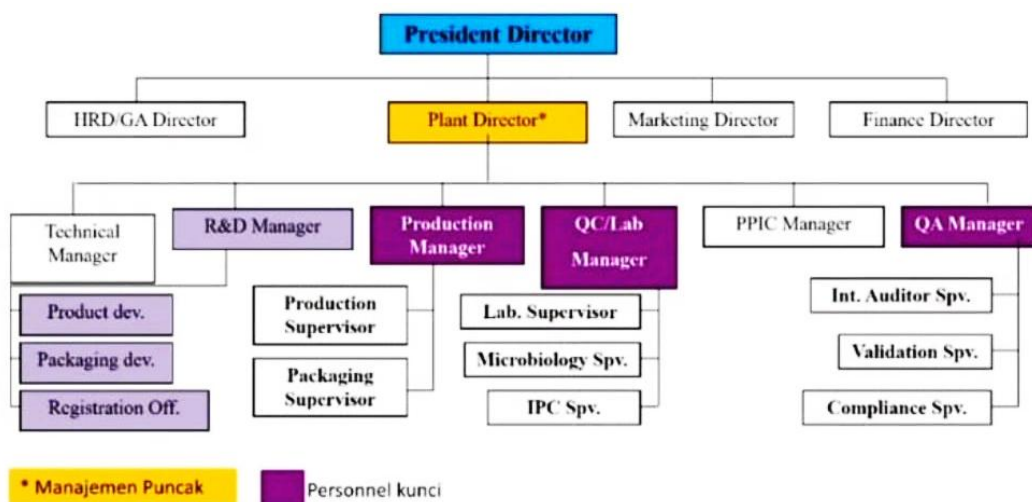 President Director
HRD/GA Director
Plant Director*
Marketing Director
Finance Director
Technical
Manager
R&D Manager
Production
Manager
QC/Lab
Manager
PPIC Manager
QA Manager
Product dev.
Packaging dev.
Registration Off.
Production
Supervisor
Packaging
Supervisor
Lab. Supervisor
Microbiology Spv.
IPC Spv.
Int. Auditor Spv.
Validation Spv.
Compliance Spv.
* Manajemen Puncak
Personnel kunci